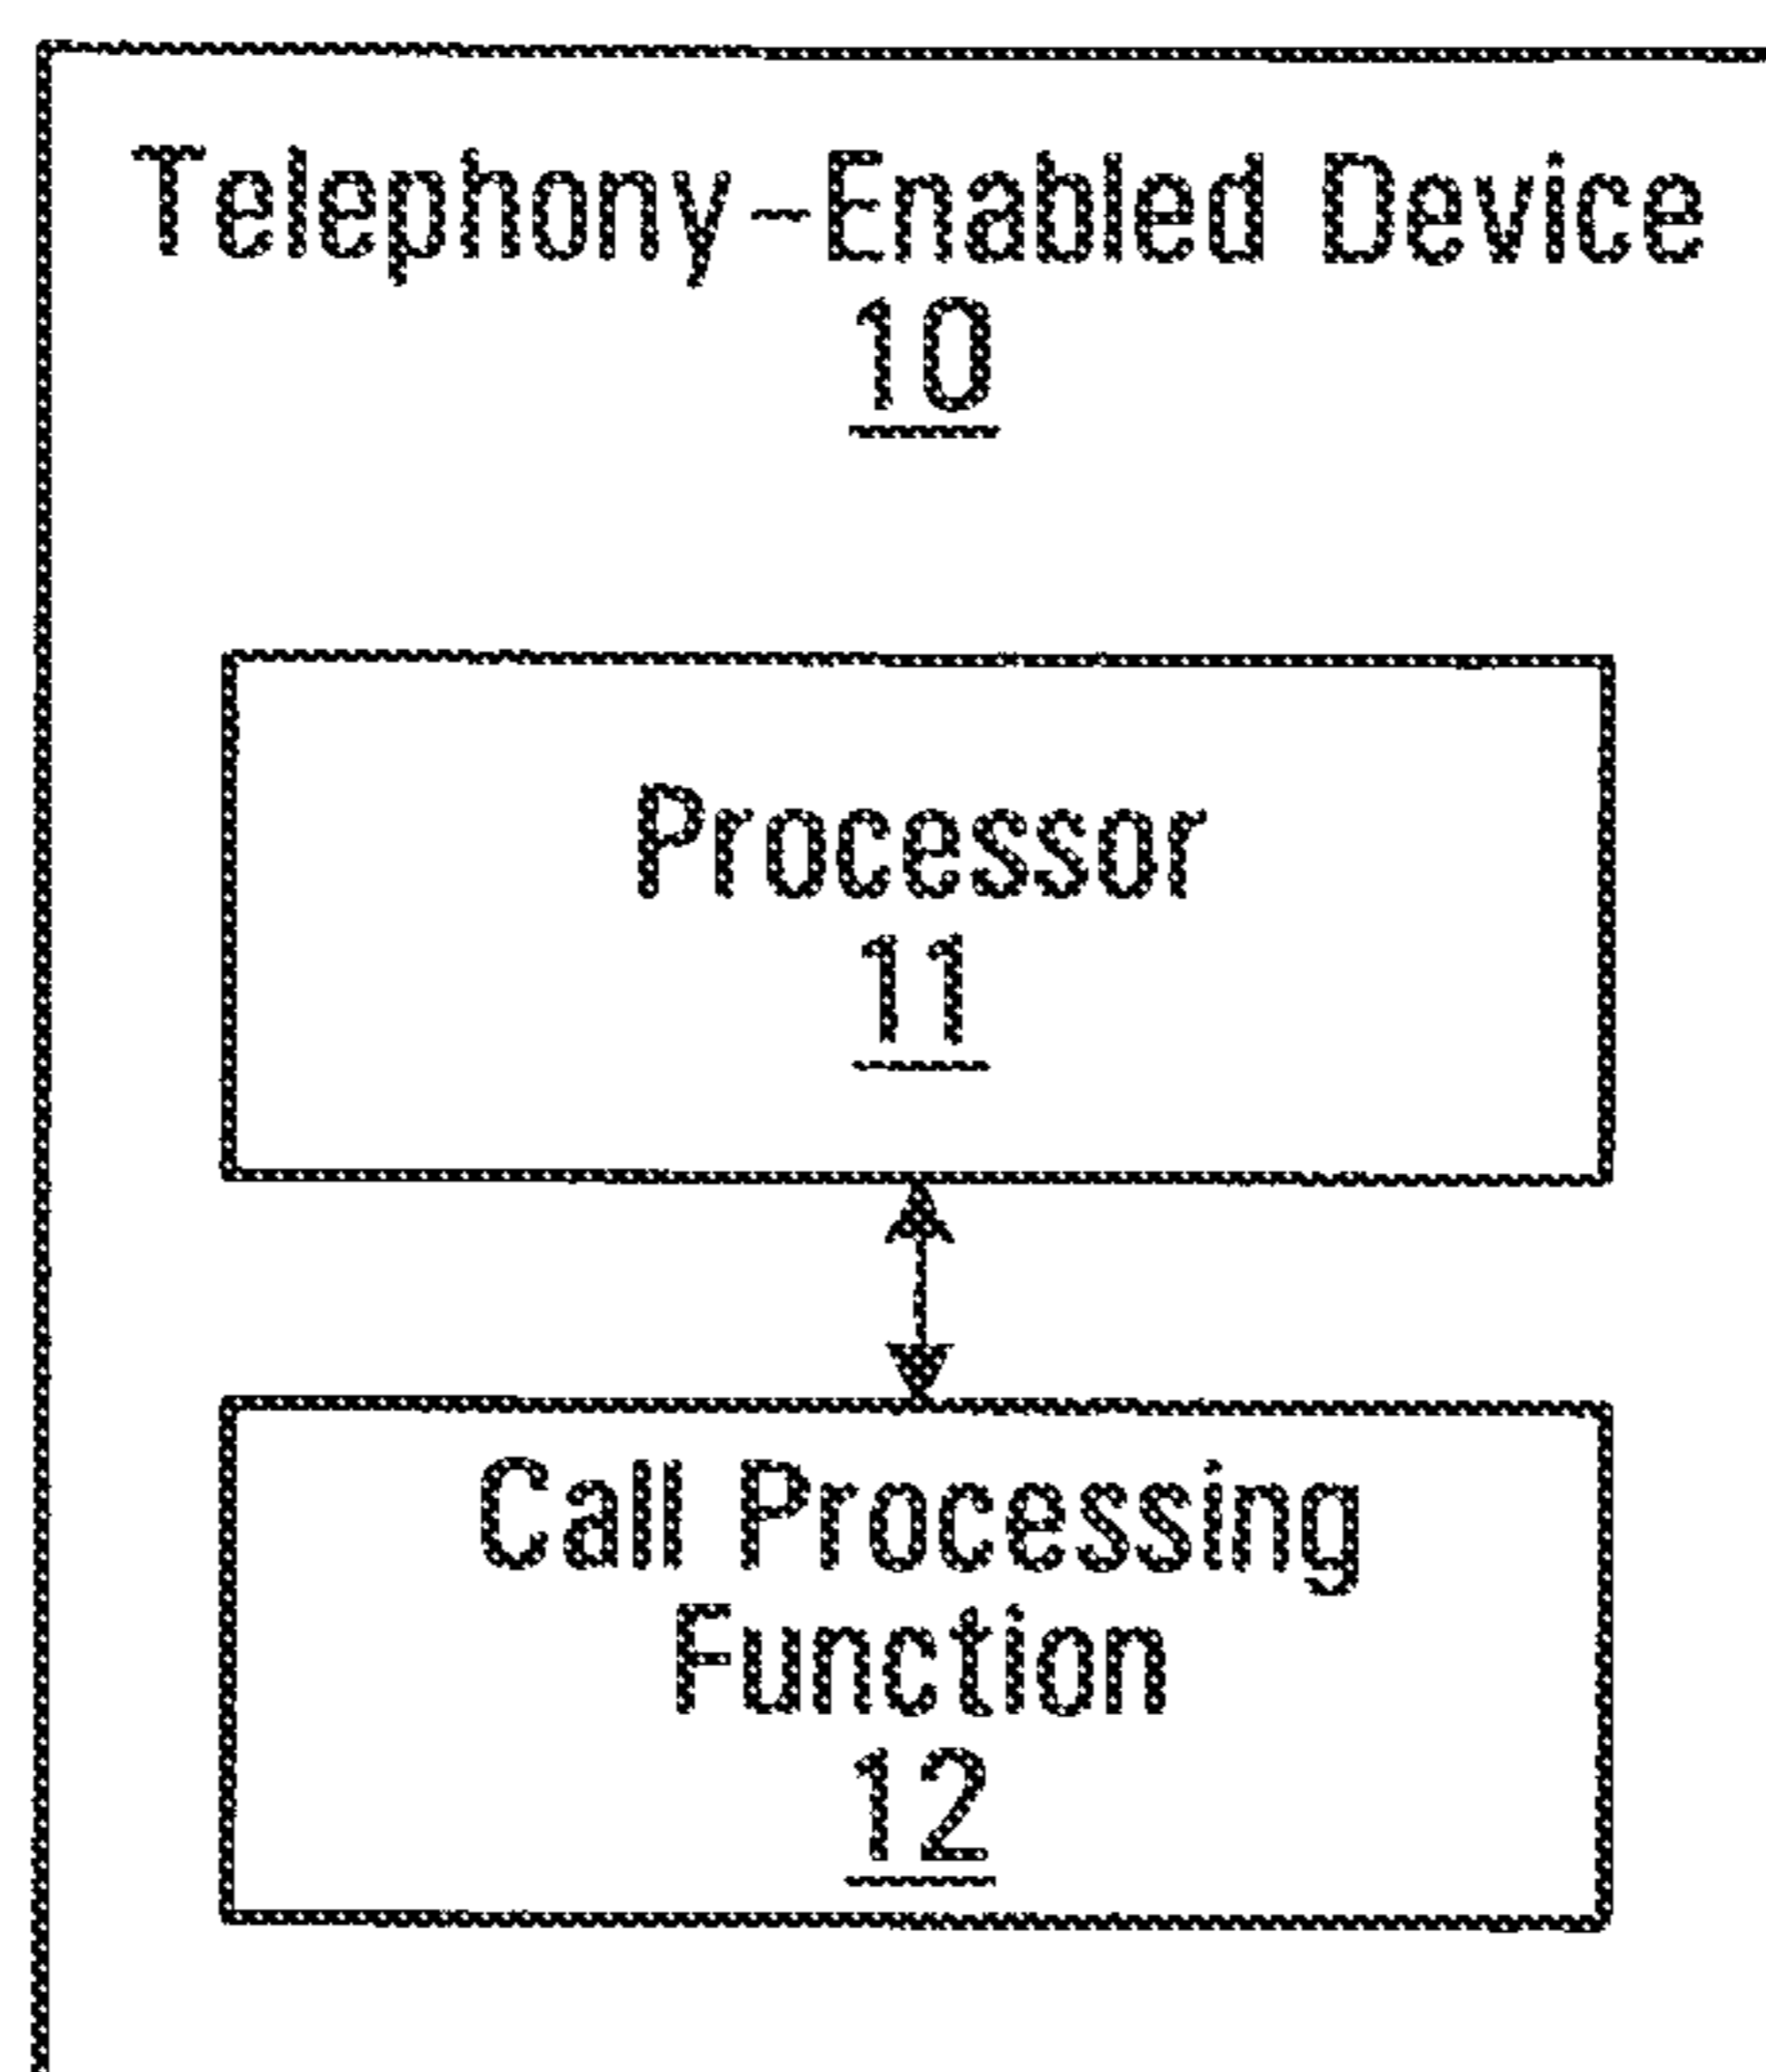 Telephony-Enabled Device
10
Processor
11
Call Processing
Function
12